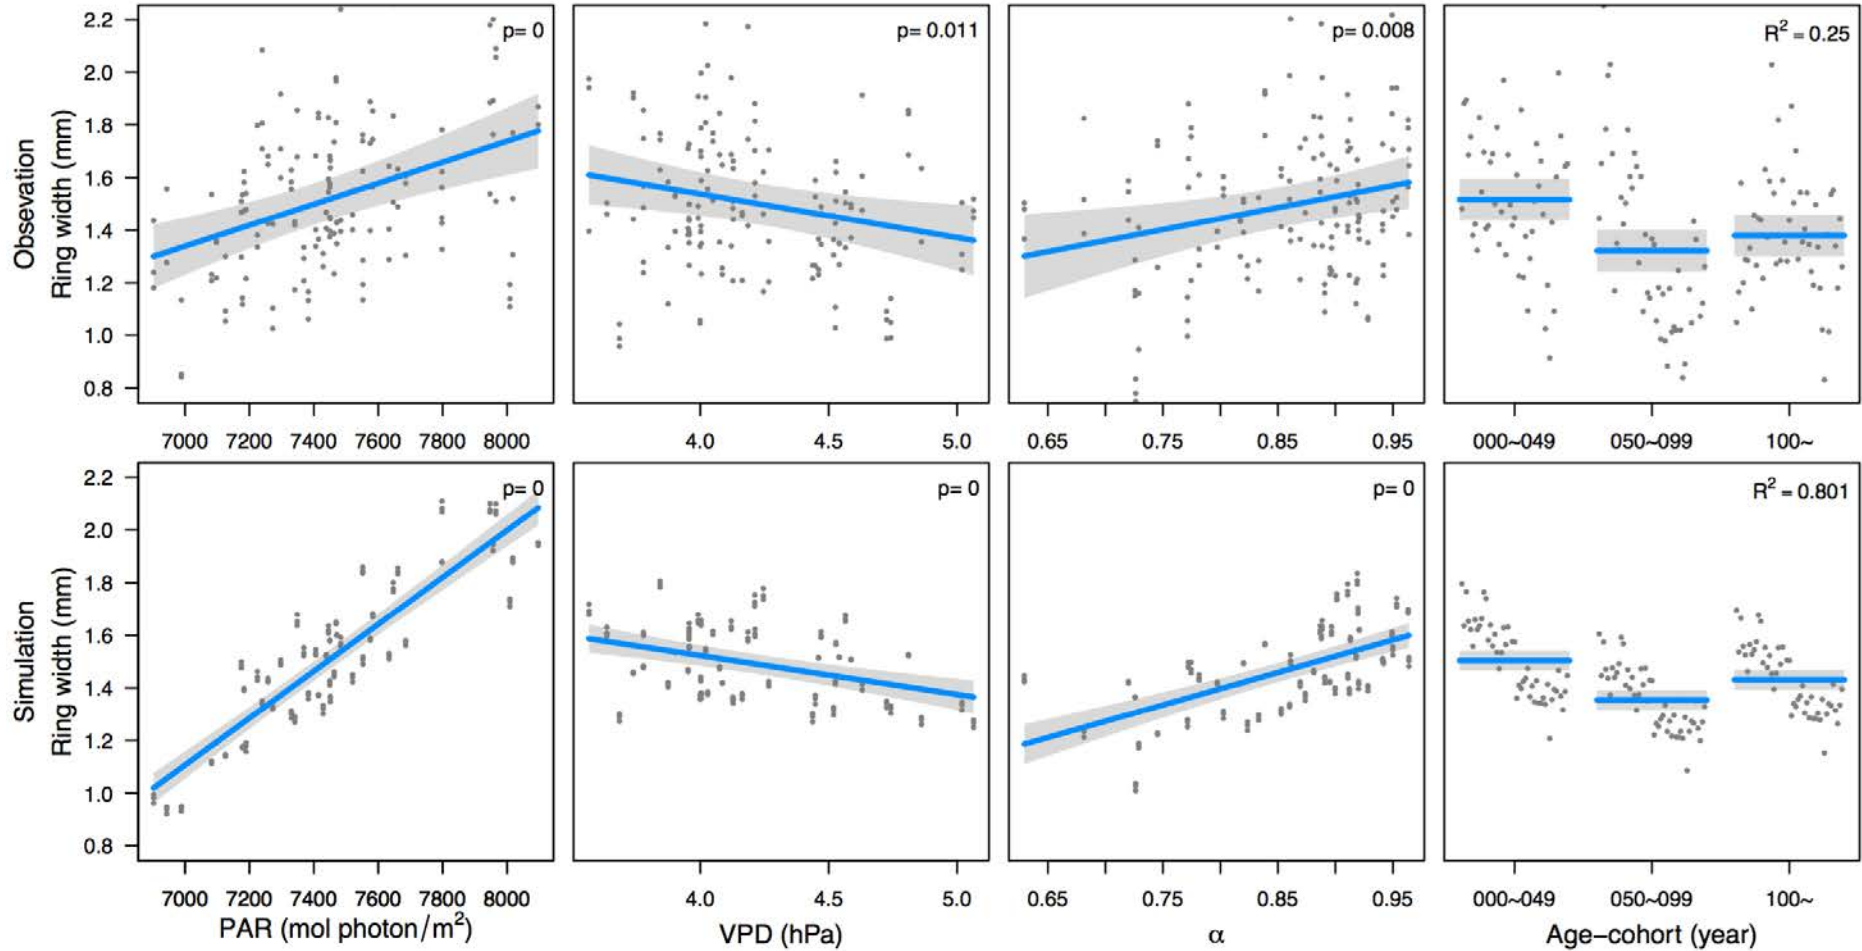 Obsevation
Ring width (mm)
2.2
2.0
1.8
1.6
1.4
1.2
1.0
0.8
p= 0
p= 0.011
p= 0.008
R² = 0.25
7000 7200 7400 7600 7800 8000
4.0 4.5 5.0
0.65 0.75 0.85 0.95
000~049 050~099 100~
Simulation
Ring width (mm)
2.2
2.0
1.8
1.6
1.4
1.2
1.0
0.8
p= 0
p= 0
p= 0
R² = 0.801
7000 7200 7400 7600 7800 8000
4.0 4.5 5.0
0.65 0.75 0.85 0.95
000~049 050~099 100~
PAR (mol photon/m²)
VPD (hPa)
α
Age−cohort (year)